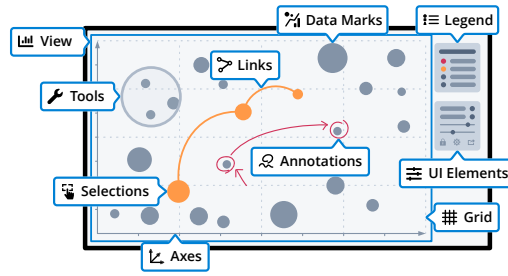 Data Marks
Legend
View
Links
Tools
Annotations
UI Elements
Selections
Grid
Axes